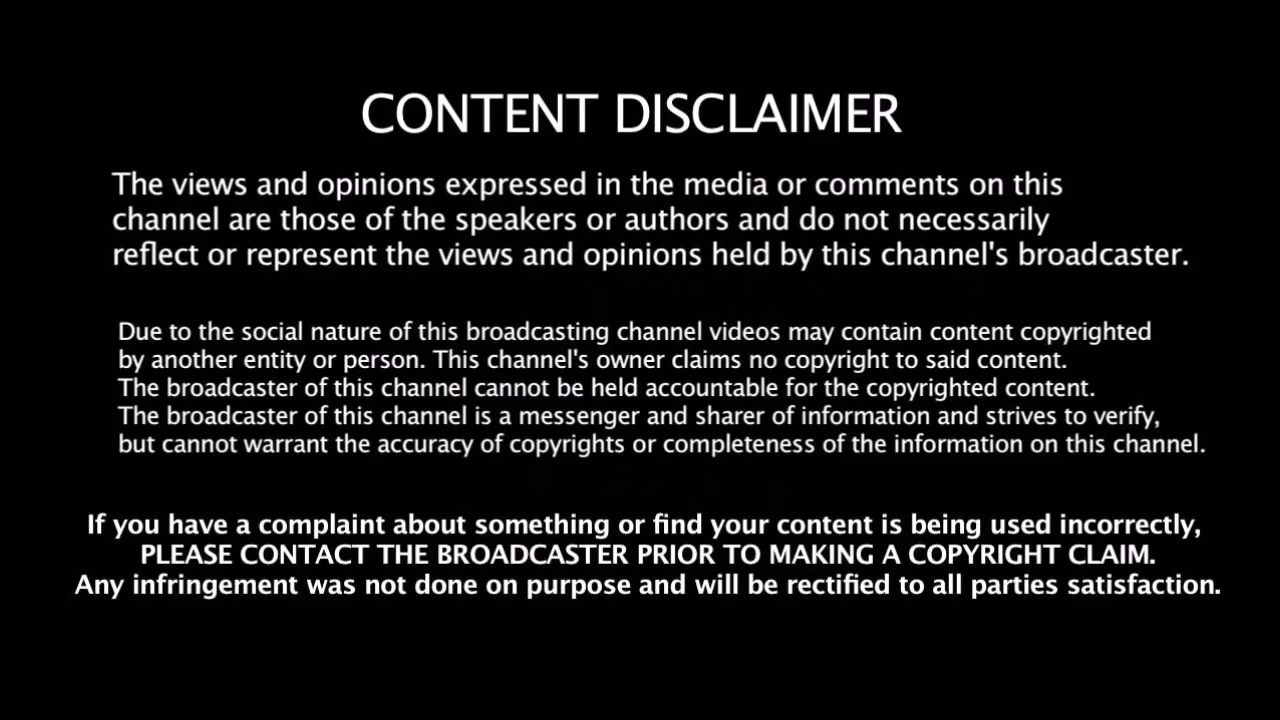 CONTENT DISCLAIMER
The views and opinions expressed in the media or comments on this
channel are those of the speakers or authors and do not necessarily
reflect or represent the views and opinions held by this channel's broadcaster.
Due to the social nature of this broadcasting channel videos may contain content copyrighted
by another entity or person. This channel's owner claims no copyright to said content.
The broadcaster of this channel cannot be held accountable for the copyrighted content.
The broadcaster of this channel is a messenger and sharer of information and strives to verify,
but cannot warrant the accuracy of copyrights or completeness of the information on this channel.
If you have a complaint about something or find your content is being used incorrectly,
PLEASE CONTACT THE BROADCASTER PRIOR TO MAKING A COPYRIGHT CLAIM.
Any infringement was not done on purpose and will be rectified to all parties satisfaction.